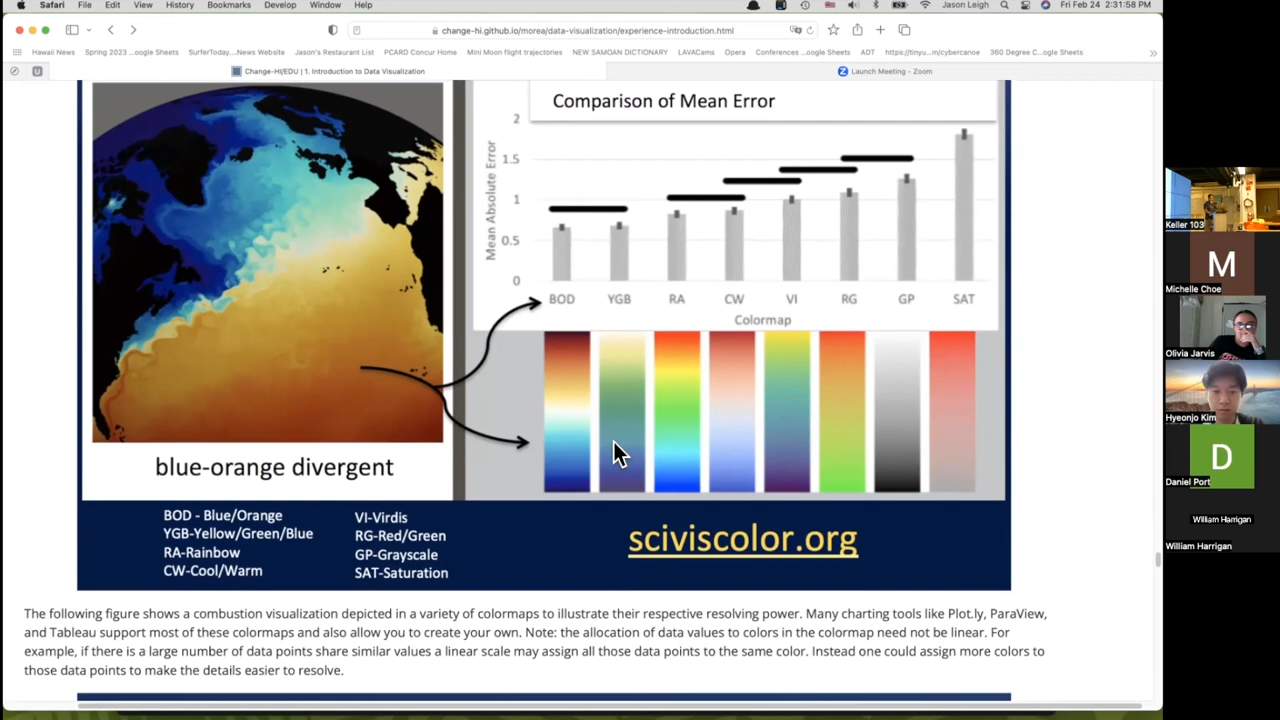 Safari File Edit View History Bookmarks Develop Window Help Jason Leigh Fri Feb 24 2:31:58 PM
change-hi.github.io/morea/data-visualization/experience-introduction.html
Hawaii News Spring 2023 ...oogle Sheets SurferToday....News Website Jason's Restaurant List PCARD Concur Home Mini Moon flight trajectories NEW SAMOAN DICTIONARY LAVACams Opera Conferences ...oogle Sheets ADT https://tinyu...m/cybercanoe 360 Degree C...oogle Sheets
U Change-HI/EDU | 1. Introduction to Data Visualization Launch Meeting - Zoom
Comparison of Mean Error
Mean Absolute Error
2
1.5
1
0.5
0
BOD YGB RA CW VI RG GP SAT
Colormap
blue-orange divergent
BOD - Blue/Orange
YGB-Yellow/Green/Blue
RA-Rainbow
CW-Cool/Warm
VI-Virdis
RG-Red/Green
GP-Grayscale
SAT-Saturation
sciviscolor.org
The following figure shows a combustion visualization depicted in a variety of colormaps to illustrate their respective resolving power. Many charting tools like Plot.ly, ParaView,
and Tableau support most of these colormaps and also allow you to create your own. Note: the allocation of data values to colors in the colormap need not be linear. For
example, if there is a large number of data points share similar values a linear scale may assign all those data points to the same color. Instead one could assign more colors to
those data points to make the details easier to resolve.
Keller 103
M
Michelle Choe
Olivia Jarvis
Hyeonjo Kim
D
Daniel Port
William Harrigan
William Harrigan